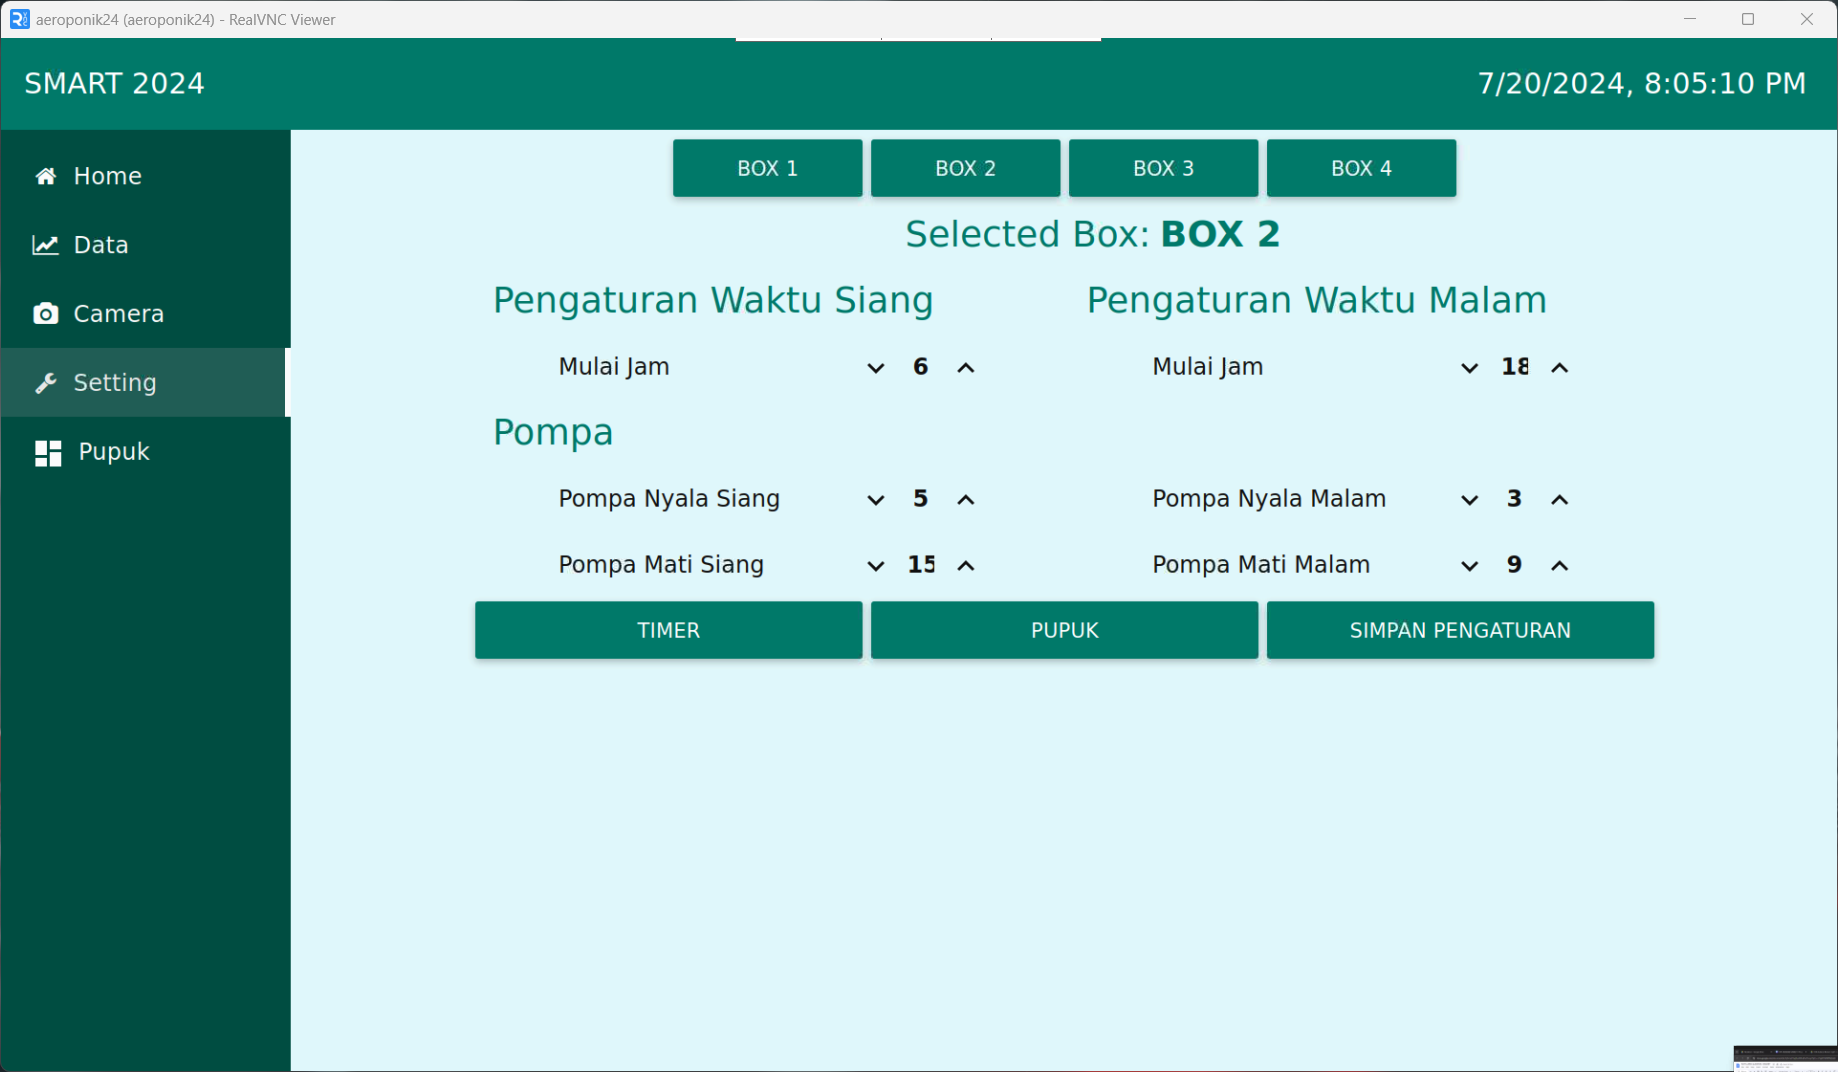 aeroponik24 (aeroponik24) - RealVNC Viewer
SMART 2024
7/20/2024, 8:05:10 PM
Home
Data
Camera
Setting
Pupuk
BOX 1
BOX 2
BOX 3
BOX 4
Selected Box: BOX 2
Pengaturan Waktu Siang
Pengaturan Waktu Malam
Mulai Jam 6
Mulai Jam 18
Pompa
Pompa Nyala Siang 5
Pompa Nyala Malam 3
Pompa Mati Siang 15
Pompa Mati Malam 9
TIMER
PUPUK
SIMPAN PENGATURAN